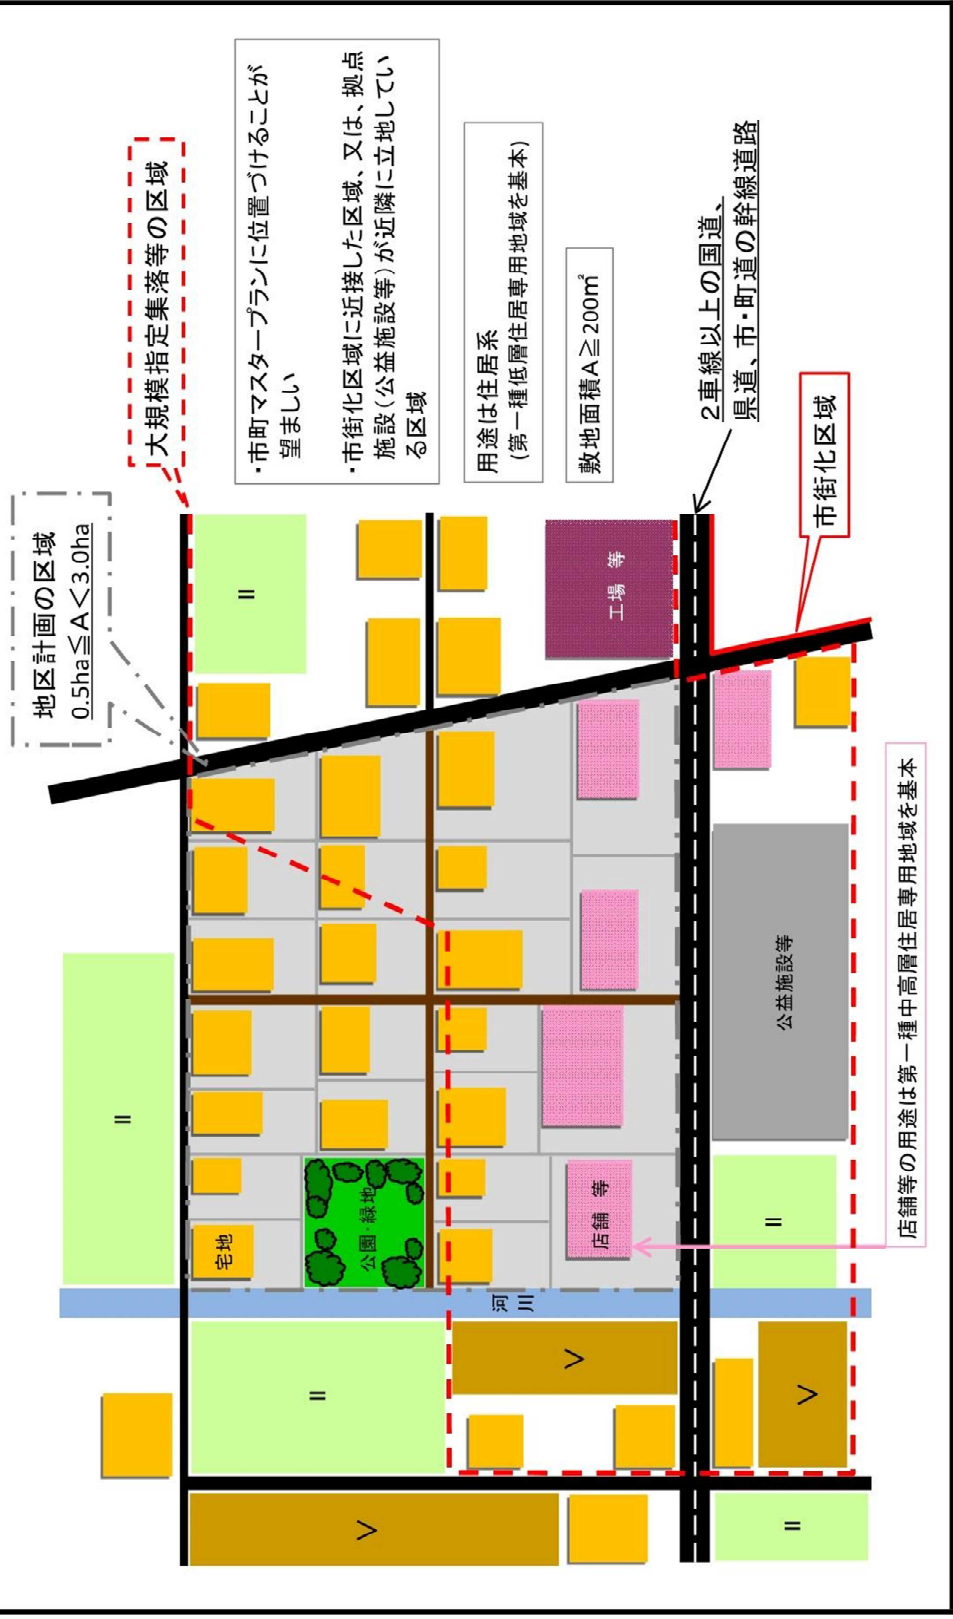 地区計画の区域
0.5ha≦A＜3.0ha
大規模指定集落等の区域
・市町マスタープランに位置づけることが
望ましい
・市街化区域に近接した区域、又は、拠点
施設（公益施設等）が近隣に立地してい
る区域
用途は住居系
(第一種低層住居専用地域を基本)
敷地面積A≧200㎡
２車線以上の国道、
県道、市・町道の幹線道路
市街化区域
工場 等
宅地
公園・緑地
店舗 等
河川
公益施設等
店舗等の用途は第一種中高層住居専用地域を基本